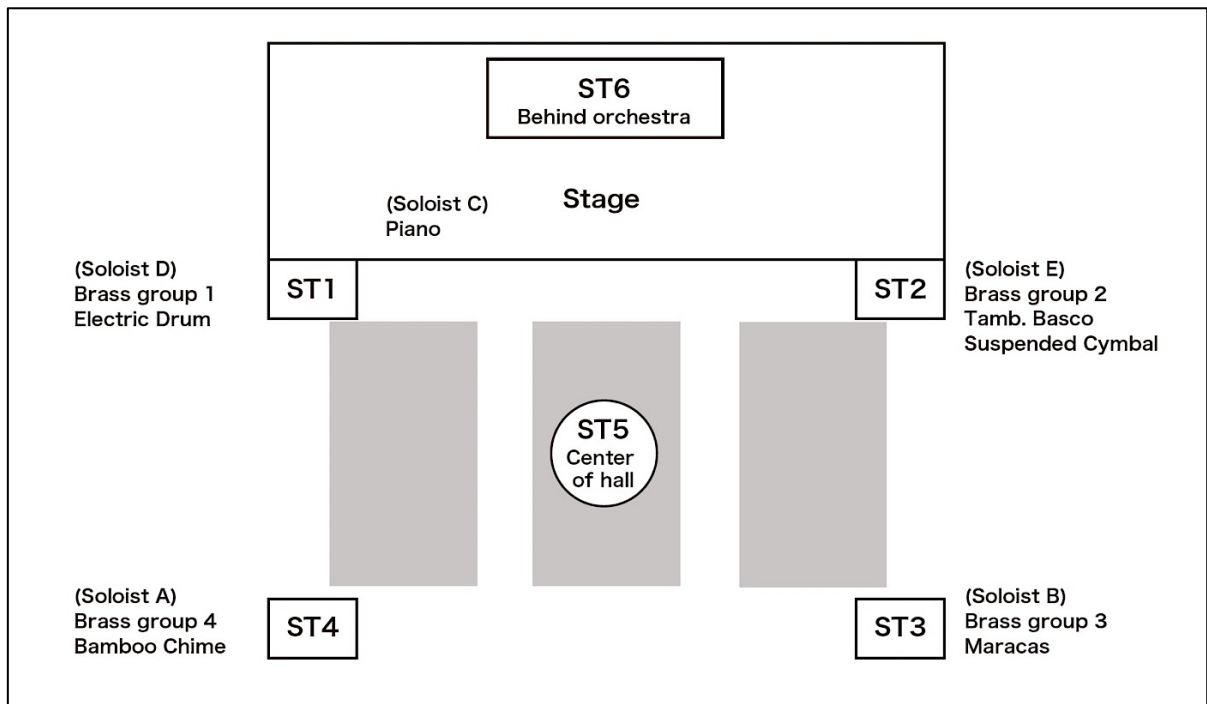 ST6
Behind orchestra
Stage
(Soloist C)
Piano
(Soloist D)
Brass group 1
Electric Drum
ST1
ST2
(Soloist E)
Brass group 2
Tamb. Basco
Suspended Cymbal
ST5
Center
of hall
(Soloist A)
Brass group 4
Bamboo Chime
ST4
ST3
(Soloist B)
Brass group 3
Maracas